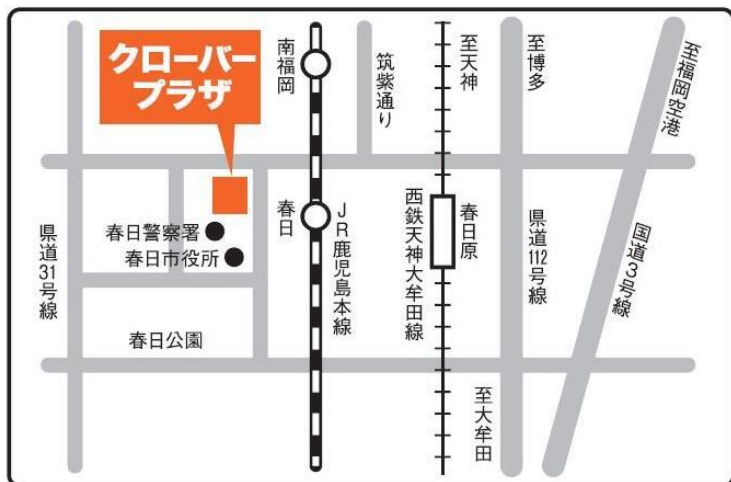 クローバー
プラザ
南福岡
筑紫通り
至天神
至博多
至福岡空港
春日警察署
春日市役所
県道31号線
春日
JR鹿児島本線
西鉄天神大牟田線
春日原
県道112号線
国道3号線
春日公園
至大牟田